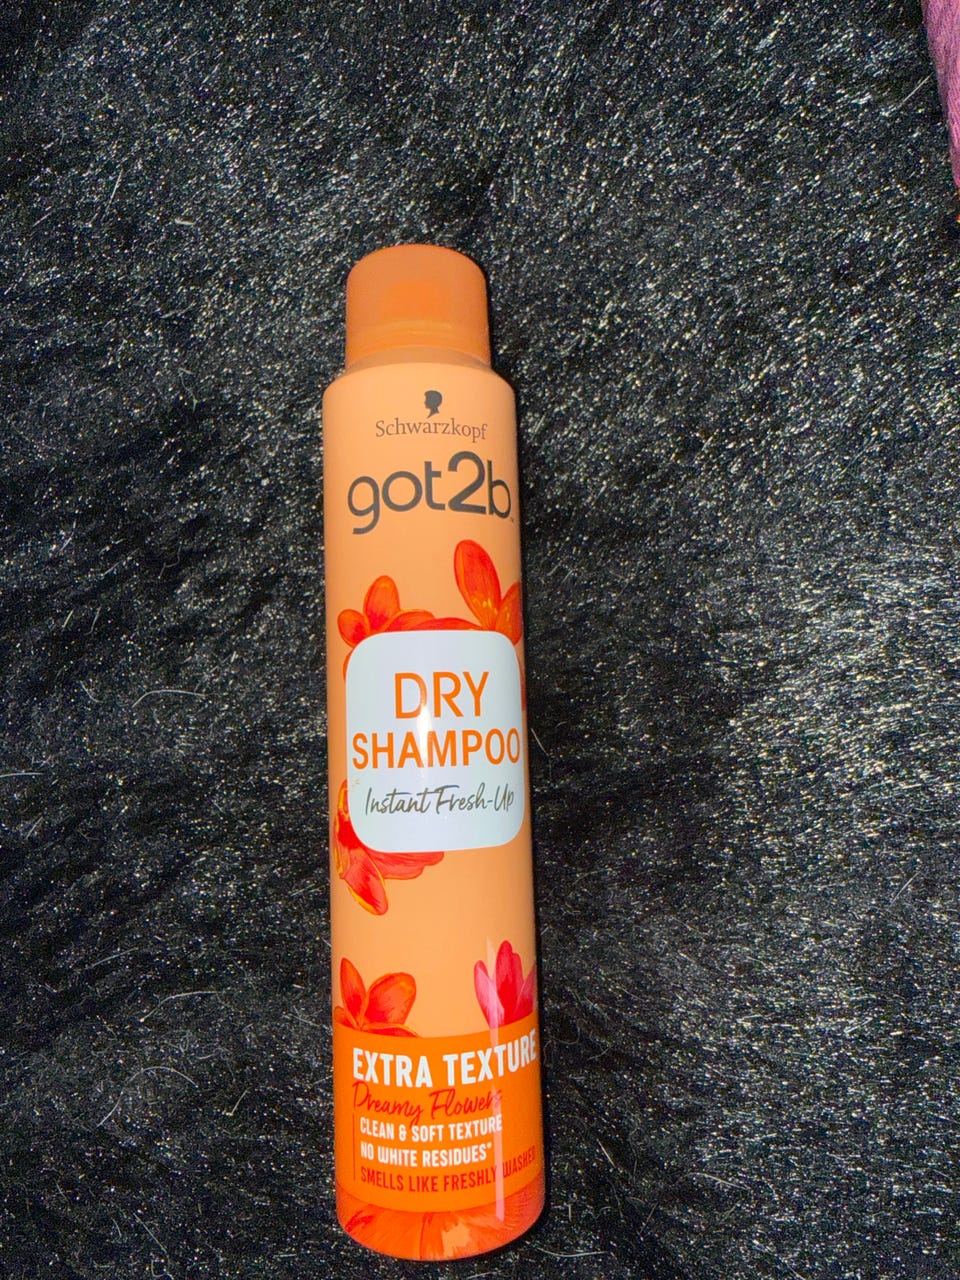 Schwarzkopf
got2b
DRY
SHAMPOO
Instant Fresh-Up
EXTRA TEXTURE
Dreamy Flowers
CLEAN & SOFT TEXTURE
NO WHITE RESIDUES*
SMELLS LIKE FRESHLY WASHED